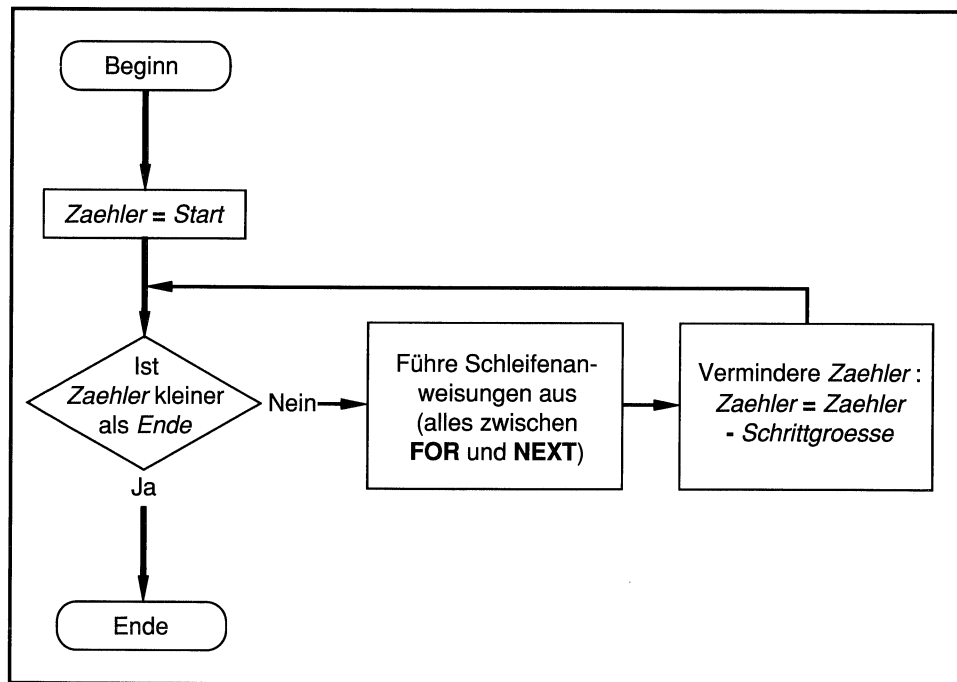 Beginn
Zaehler = Start
Ist
Zaehler kleiner
als Ende
Nein
Führe Schleifenan-
weisungen aus
(alles zwischen
FOR und NEXT)
Vermindere Zaehler :
Zaehler = Zaehler
- Schrittgroesse
Ja
Ende